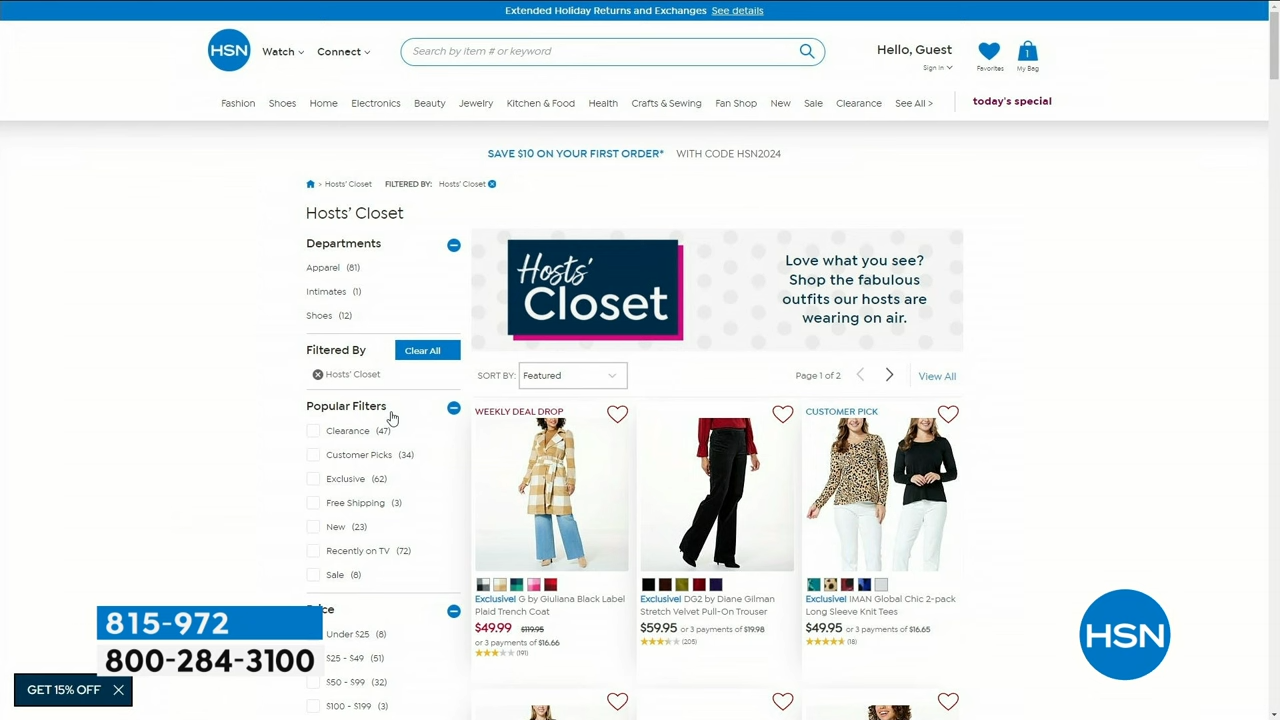 Extended Holiday Returns and Exchanges See details
HSN
Watch
Connect
Search by item # or keyword
Hello, Guest
Sign In
Favorites
1
My Bag
Fashion
Shoes
Home
Electronics
Beauty
Jewelry
Kitchen & Food
Health
Crafts & Sewing
Fan Shop
New
Sale
Clearance
See All >
today's special
SAVE $10 ON YOUR FIRST ORDER* WITH CODE HSN2024
> Hosts' Closet FILTERED BY: Hosts' Closet
Hosts' Closet
Departments
Apparel (81)
Intimates (1)
Shoes (12)
Filtered By
Clear All
Hosts' Closet
Popular Filters
Clearance (47)
Customer Picks (34)
Exclusive (62)
Free Shipping (3)
New (23)
Recently on TV (72)
Sale (8)
Under $25 (8)
$25 - $49 (51)
$50 - $99 (32)
$100 - $199 (3)
Hosts'
Closet
Love what you see?
Shop the fabulous
outfits our hosts are
wearing on air.
SORT BY: Featured
Page 1 of 2
View All
WEEKLY DEAL DROP
Exclusive! G by Giuliana Black Label
Plaid Trench Coat
$49.99 $119.95
or 3 payments of $16.66
(191)
Exclusive! DG2 by Diane Gilman
Stretch Velvet Pull-On Trouser
$59.95 or 3 payments of $19.98
(205)
CUSTOMER PICK
Exclusive! IMAN Global Chic 2-pack
Long Sleeve Knit Tees
$49.95 or 3 payments of $16.65
(18)
815-972
800-284-3100
GET 15% OFF
HSN